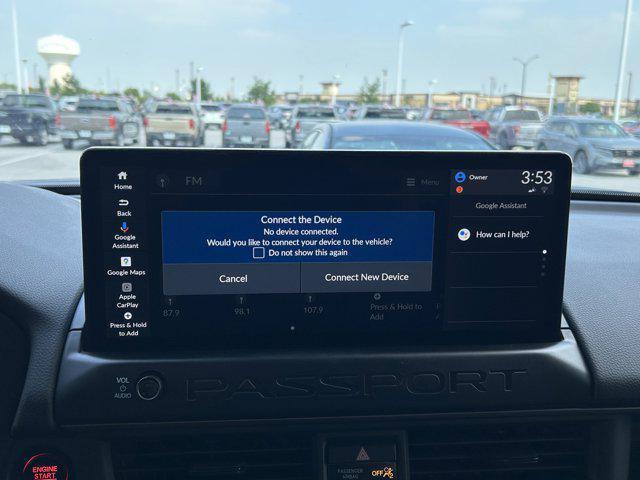 Home
Back
Google
Assistant
Google Maps
Apple
CarPlay
Press & Hold
to Add
FM
Menu
Connect the Device
No device connected.
Would you like to connect your device to the vehicle?
Do not show this again
Cancel
Connect New Device
87.9
98.1
107.9
Press & Hold to
Add
Owner
3:53
Google Assistant
How can I help?
VOL
AUDIO
PASSPORT
ENGINE
START
PASSENGER
AIRBAG
OFF